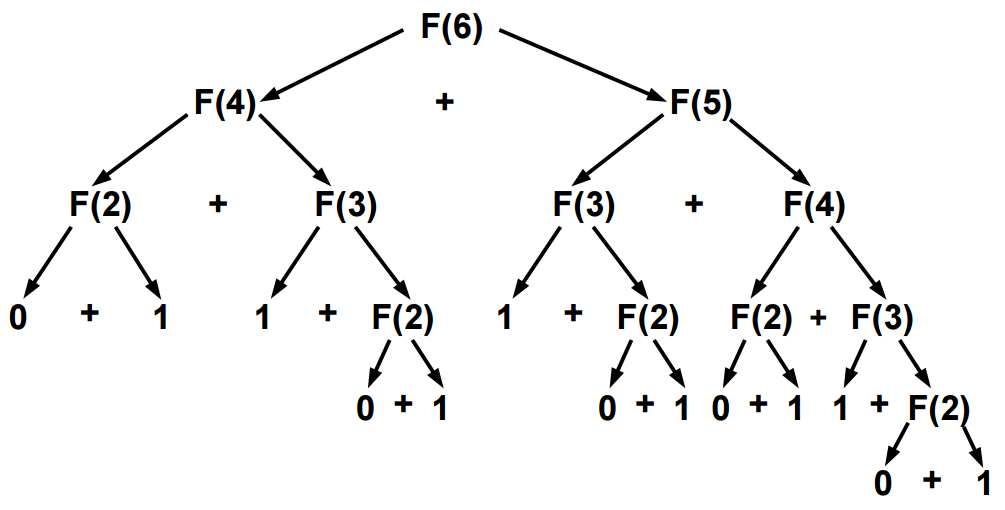 F(6)
F(4) + F(5)
F(2) + F(3) F(3) + F(4)
0 + 1 1 + F(2) 1 + F(2) F(2) + F(3)
0 + 1 0 + 1 0 + 1 1 + F(2)
0 + 1